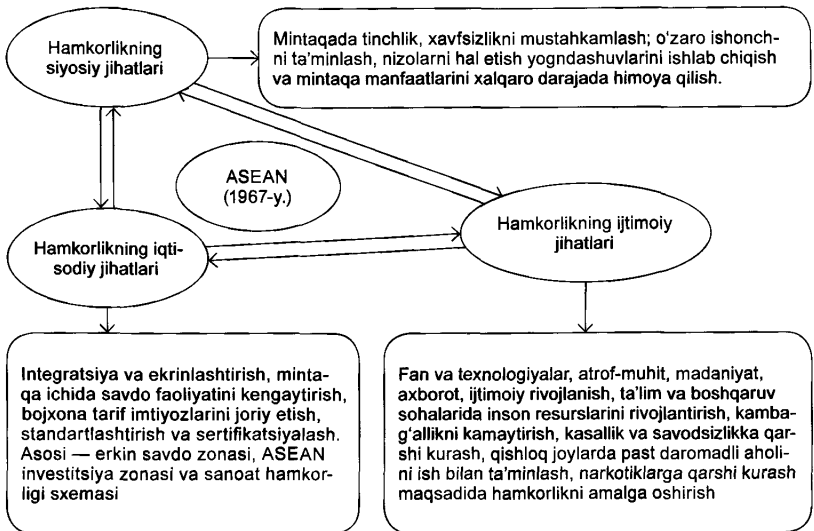 Hamkorlikning
siyosiy jihatlari
Mintaqada tinchlik, xavfsizlikni mustahkamlash; o‘zaro ishonch-
ni ta’minlash, nizolarni hal etish yogndashuvlarini ishlab chiqish
va mintaqa manfaatlarini xalqaro darajada himoya qilish.
ASEAN
(1967-y.)
Hamkorlikning iqti-
sodiy jihatlari
Hamkorlikning ijtimoiy
jihatlari
Integratsiya va ekrinlashtirish, minta-
qa ichida savdo faoliyatini kengaytirish,
bojxona tarif imtiyozlarini joriy etish,
standartlashtirish va sertifikatsiyalash.
Asosi — erkin savdo zonasi, ASEAN
investitsiya zonasi va sanoat hamkor-
ligi sxemasi
Fan va texnologiyalar, atrof-muhit, madaniyat,
axborot, ijtimoiy rivojlanish, ta’lim va boshqaruv
sohalarida inson resurslarini rivojlantirish, kamba-
g‘allikni kamaytirish, kasallik va savodsizlikka qar-
shi kurash, qishloq joylarda past daromadli aholi-
ni ish bilan ta’minlash, narkotiklarga qarshi kurash
maqsadida hamkorlikni amalga oshirish